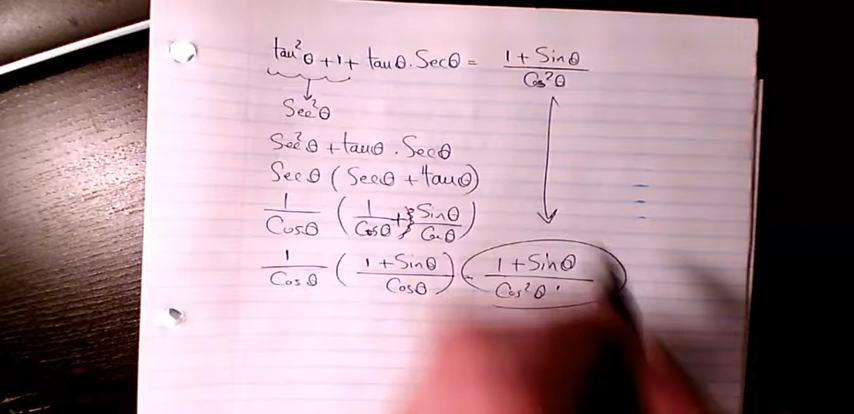 tan²θ + 1 + tanθ . Secθ = (1 + Sinθ)/(Cos²θ)
Sec²θ
Sec²θ + tanθ . Secθ
Secθ (Secθ + tanθ)
1/Cosθ (1/Cosθ + Sinθ/Cosθ)
1/Cosθ ((1 + Sinθ)/Cosθ) = (1 + Sinθ)/(Cos²θ)